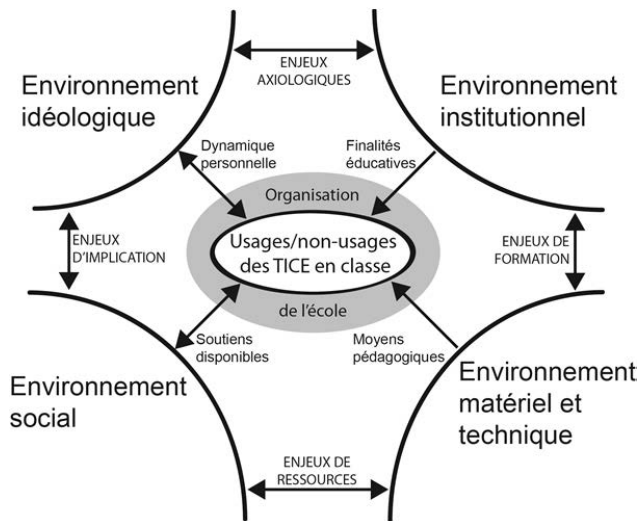 ENJEUX
AXIOLOGIQUES
Environnement
idéologique
Environnement
institutionnel
Dynamique
personnelle
Finalités
éducatives
Organisation
Usages/non-usages
des TICE en classe
de l'école
ENJEUX
D'IMPLICATION
ENJEUX DE
FORMATION
Soutiens
disponibles
Moyens
pédagogiques
Environnement
social
Environnement
matériel et
technique
ENJEUX DE
RESSOURCES